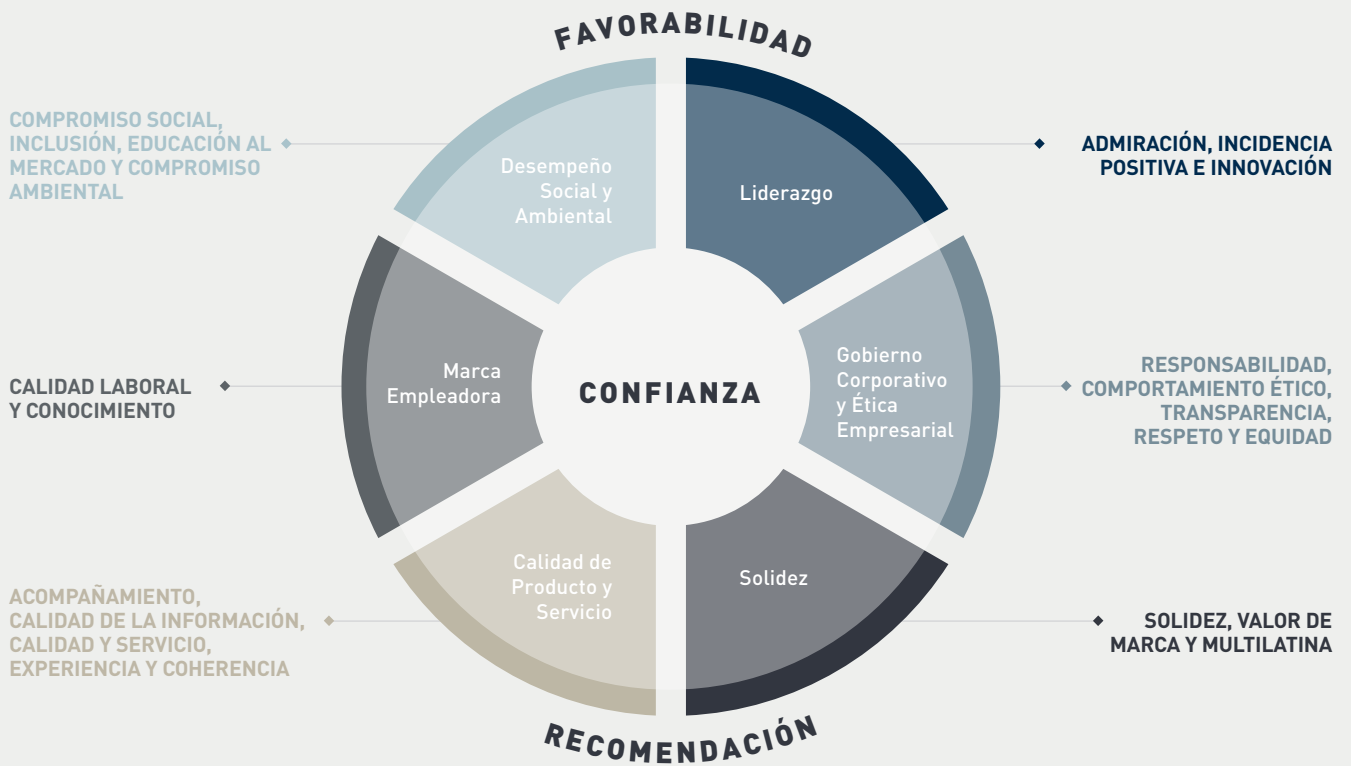 FAVORABILIDAD
COMPROMISO SOCIAL,
INCLUSIÓN, EDUCACIÓN AL
MERCADO Y COMPROMISO
AMBIENTAL
Desempeño
Social y
Ambiental
Liderazgo
ADMIRACIÓN, INCIDENCIA
POSITIVA E INNOVACIÓN
CALIDAD LABORAL
Y CONOCIMIENTO
Marca
Empleadora
CONFIANZA
Gobierno
Corporativo
y Ética
Empresarial
RESPONSABILIDAD,
COMPORTAMIENTO ÉTICO,
TRANSPARENCIA,
RESPETO Y EQUIDAD
ACOMPAÑAMIENTO,
CALIDAD DE LA INFORMACIÓN,
CALIDAD Y SERVICIO,
EXPERIENCIA Y COHERENCIA
Calidad de
Producto y
Servicio
Solidez
SOLIDEZ, VALOR DE
MARCA Y MULTILATINA
RECOMENDACIÓN